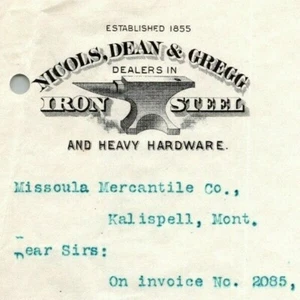 ESTABLISHED 1855
NICOLS, DEAN & GREGG
DEALERS IN
IRON STEEL
AND HEAVY HARDWARE.
Missoula Mercantile Co.,
Kalispell, Mont.
Dear Sirs:
On invoice No. 2085,